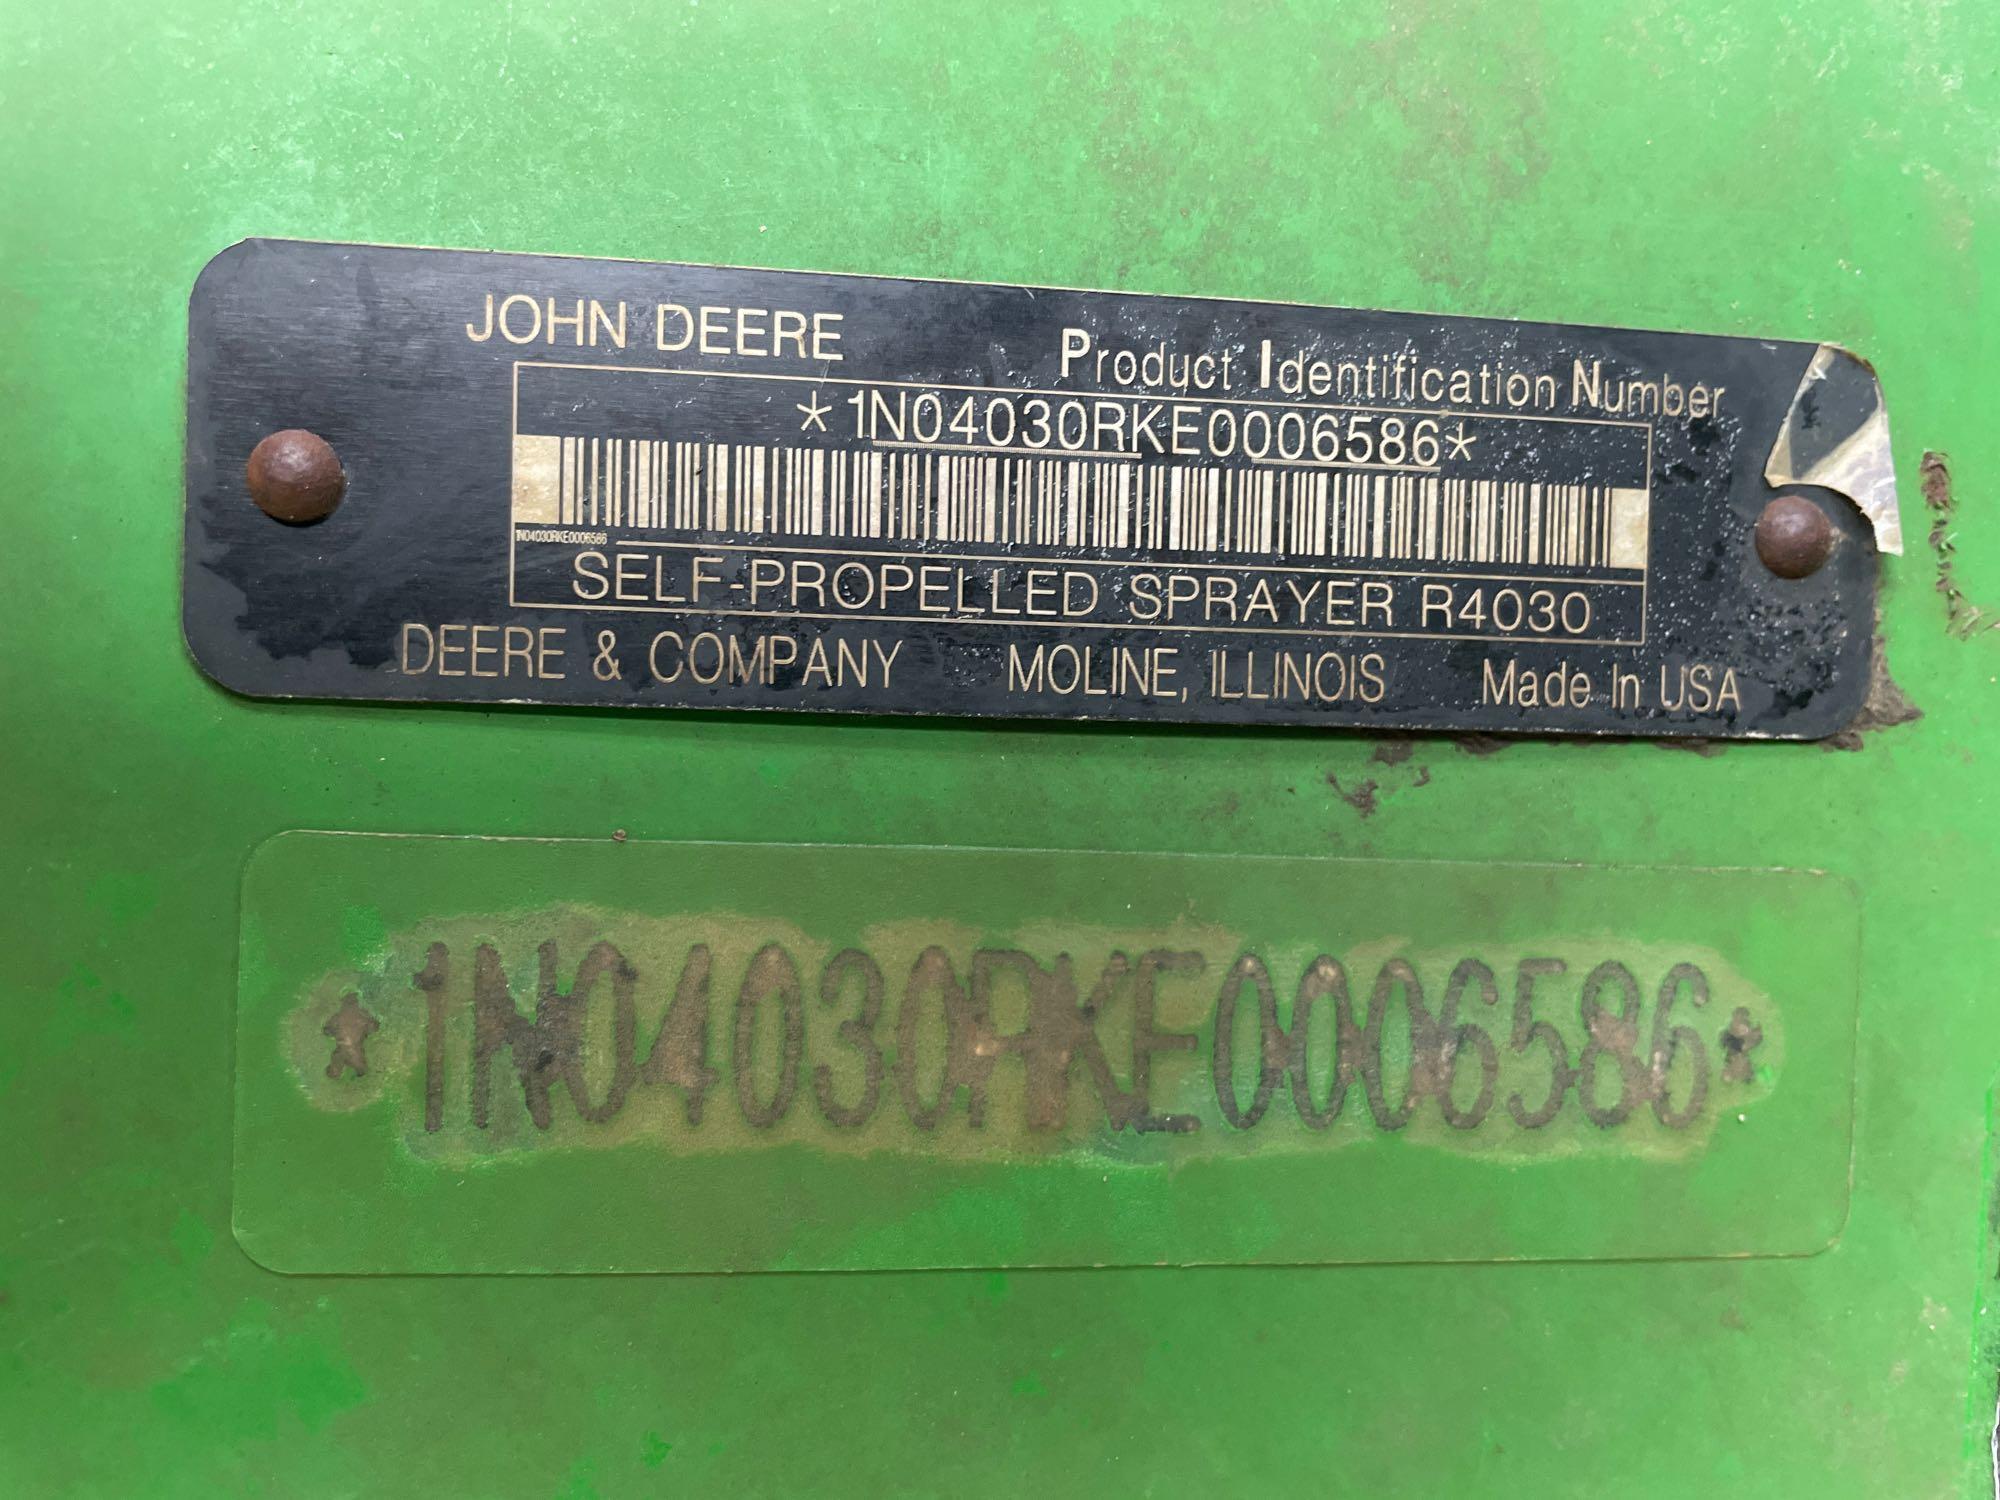 JOHN DEERE
Product Identification Number
*1N04030RKE0006586*
1N04030RKE0006586
SELF-PROPELLED SPRAYER R4030
DEERE & COMPANY MOLINE, ILLINOIS Made In USA
*1N04030RKE0006586*